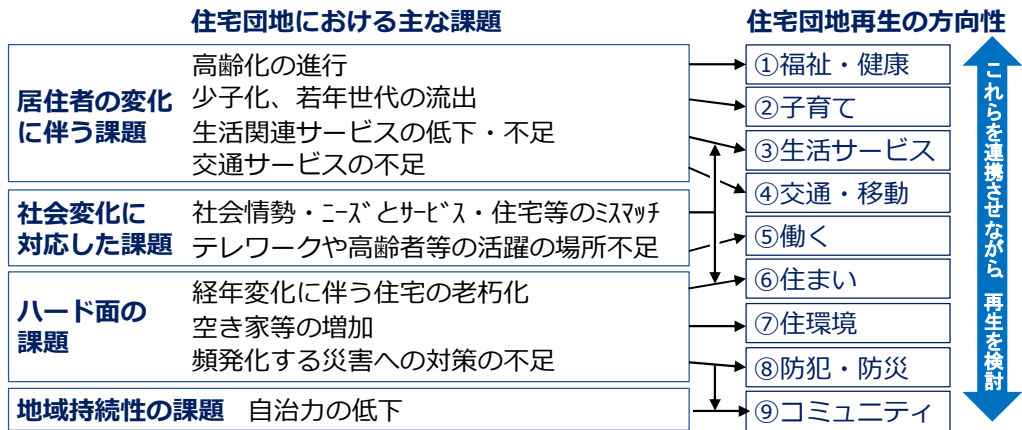 住宅団地における主な課題
居住者の変化
に伴う課題
高齢化の進行
少子化、若年世代の流出
生活関連サービスの低下・不足
交通サービスの不足
社会変化に
対応した課題
社会情勢・ﾆｰｽﾞとｻｰﾋﾞｽ・住宅等のﾐｽﾏｯﾁ
テレワークや高齢者等の活躍の場所不足
ハード面の
課題
経年変化に伴う住宅の老朽化
空き家等の増加
頻発化する災害への対策の不足
地域持続性の課題
自治力の低下
住宅団地再生の方向性
①福祉・健康
②子育て
③生活サービス
④交通・移動
⑤働く
⑥住まい
⑦住環境
⑧防犯・防災
⑨コミュニティ
これらを連携させながら、再生を検討